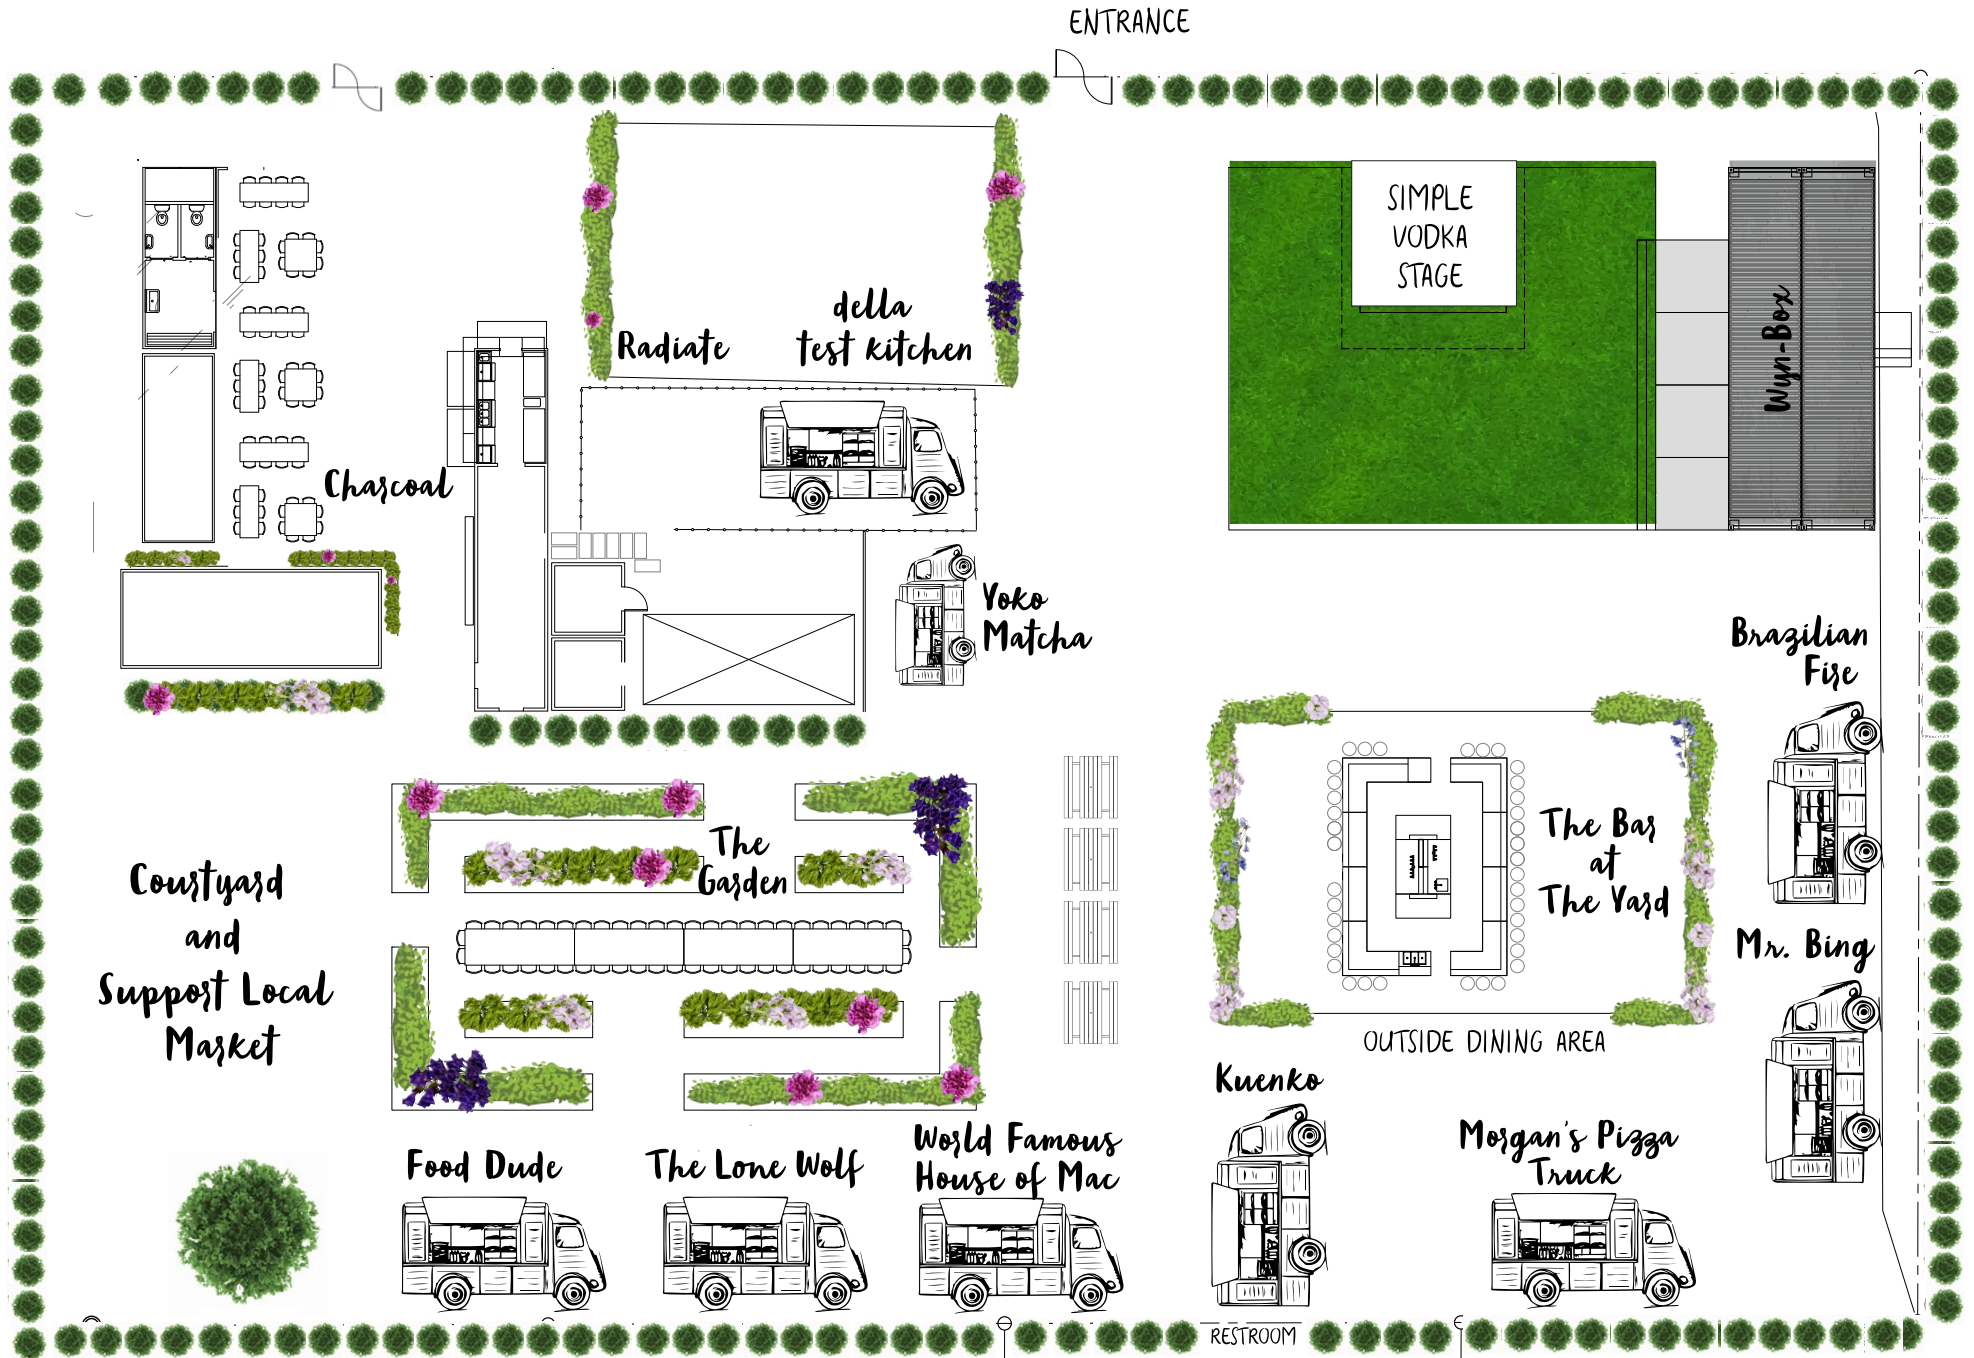 ENTRANCE
SIMPLE
VODKA
STAGE
Wyn-Box
della
test kitchen
Radiate
Charcoal
Yoko
Matcha
Brazilian
Fire
The Bar
at
The Yard
The
Garden
Courtyard
and
Support Local
Market
Mr. Bing
OUTSIDE DINING AREA
Kuenko
Food Dude
The Lone Wolf
World Famous
House of Mac
Morgan's Pizza
Truck
RESTROOM